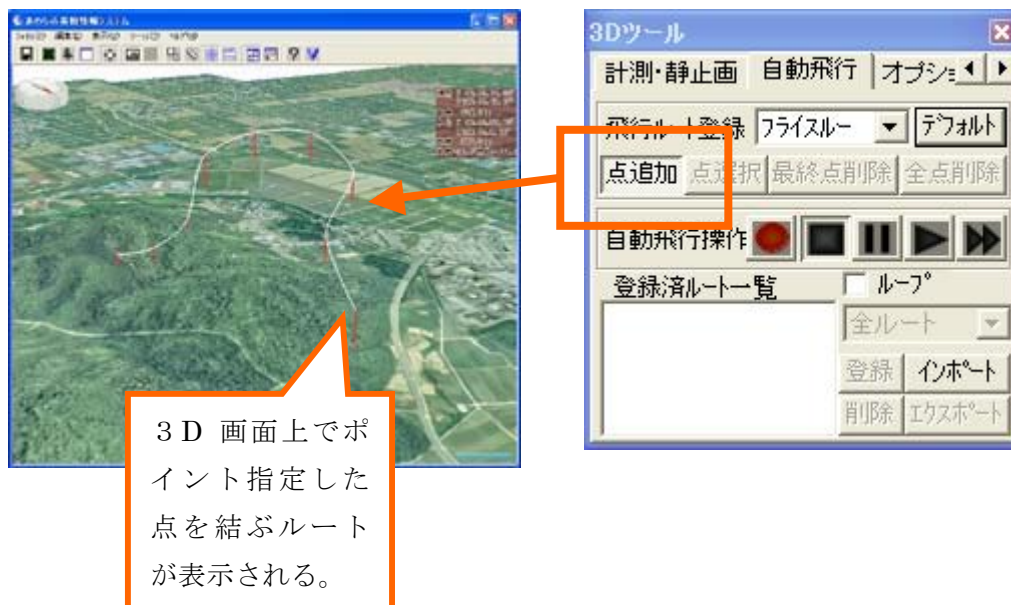 3Dツール
計測・静止画 自動飛行 オプショ
飛行ルート登録 フライスルー デフォルト
点追加 点選択 最終点削除 全点削除
自動飛行操作
登録済ルート一覧 ループ
全ルート
登録 インポート
削除 エクスポート
３D 画面上でポ
イント指定した
点を結ぶルート
が表示される。